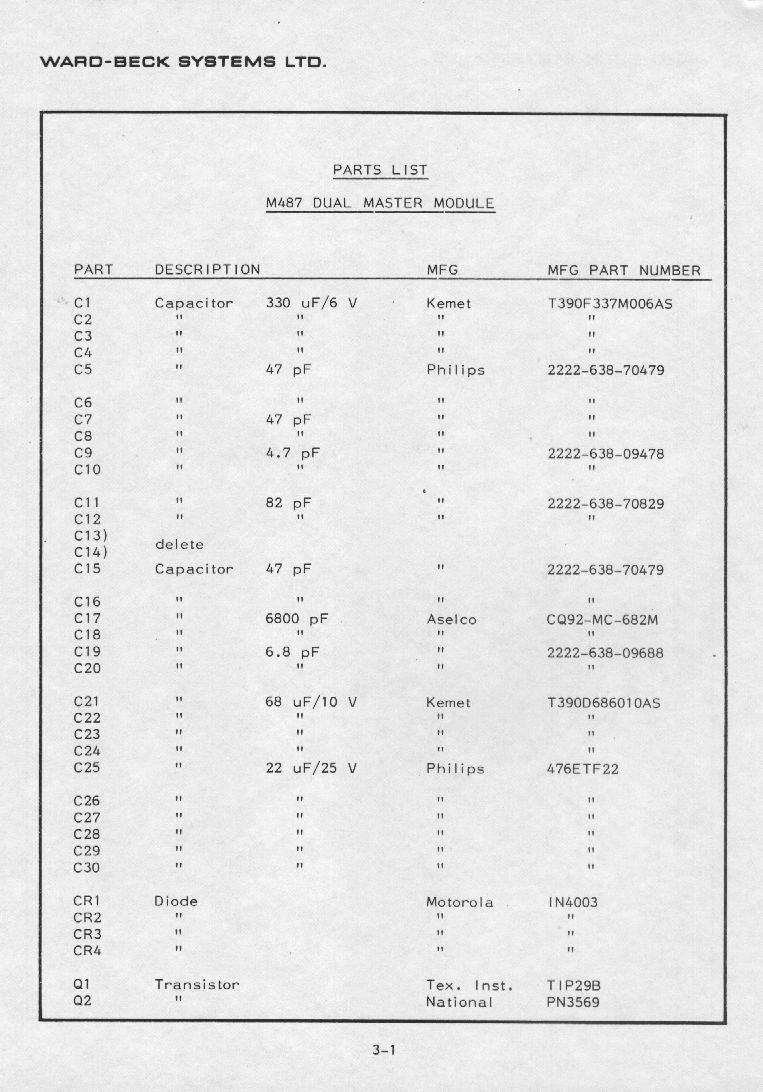 WARD-BECK SYSTEMS LTD.
PARTS LIST
M487 DUAL MASTER MODULE
PART DESCRIPTION MFG MFG PART NUMBER
C1 Capacitor 330 uF/6 V Kemet T390F337M006AS
C2 " " " "
C3 " " " "
C4 " " " "
C5 " 47 pF Philips 2222-638-70479
C6 " " " "
C7 " 47 pF " "
C8 " " " "
C9 " 4.7 pF " 2222-638-09478
C10 " " " "
C11 " 82 pF " 2222-638-70829
C12 " " " "
C13)
delete
C14)
C15 Capacitor 47 pF " 2222-638-70479
C16 " " " "
C17 " 6800 pF Aselco CQ92-MC-682M
C18 " " " "
C19 " 6.8 pF " 2222-638-09688
C20 " " " "
C21 " 68 uF/10 V Kemet T390D686010AS
C22 " " " "
C23 " " " "
C24 " " " "
C25 " 22 uF/25 V Philips 476ETF22
C26 " " " "
C27 " " " "
C28 " " " "
C29 " " " "
C30 " " " "
CR1 Diode Motorola IN4003
CR2 " " "
CR3 " " "
CR4 " " "
Q1 Transistor Tex. Inst. TIP29B
Q2 " National PN3569
3-1